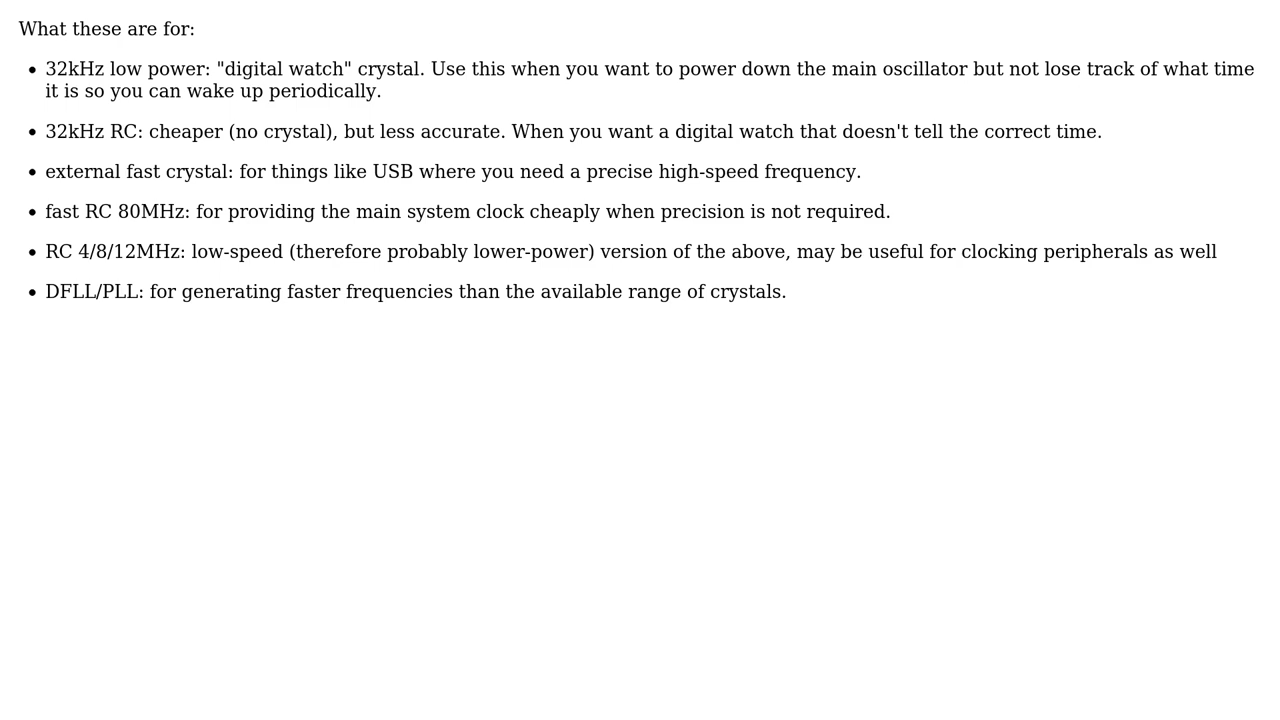 What these are for:
• 32kHz low power: "digital watch" crystal. Use this when you want to power down the main oscillator but not lose track of what time
it is so you can wake up periodically.
• 32kHz RC: cheaper (no crystal), but less accurate. When you want a digital watch that doesn't tell the correct time.
• external fast crystal: for things like USB where you need a precise high-speed frequency.
• fast RC 80MHz: for providing the main system clock cheaply when precision is not required.
• RC 4/8/12MHz: low-speed (therefore probably lower-power) version of the above, may be useful for clocking peripherals as well
• DFLL/PLL: for generating faster frequencies than the available range of crystals.